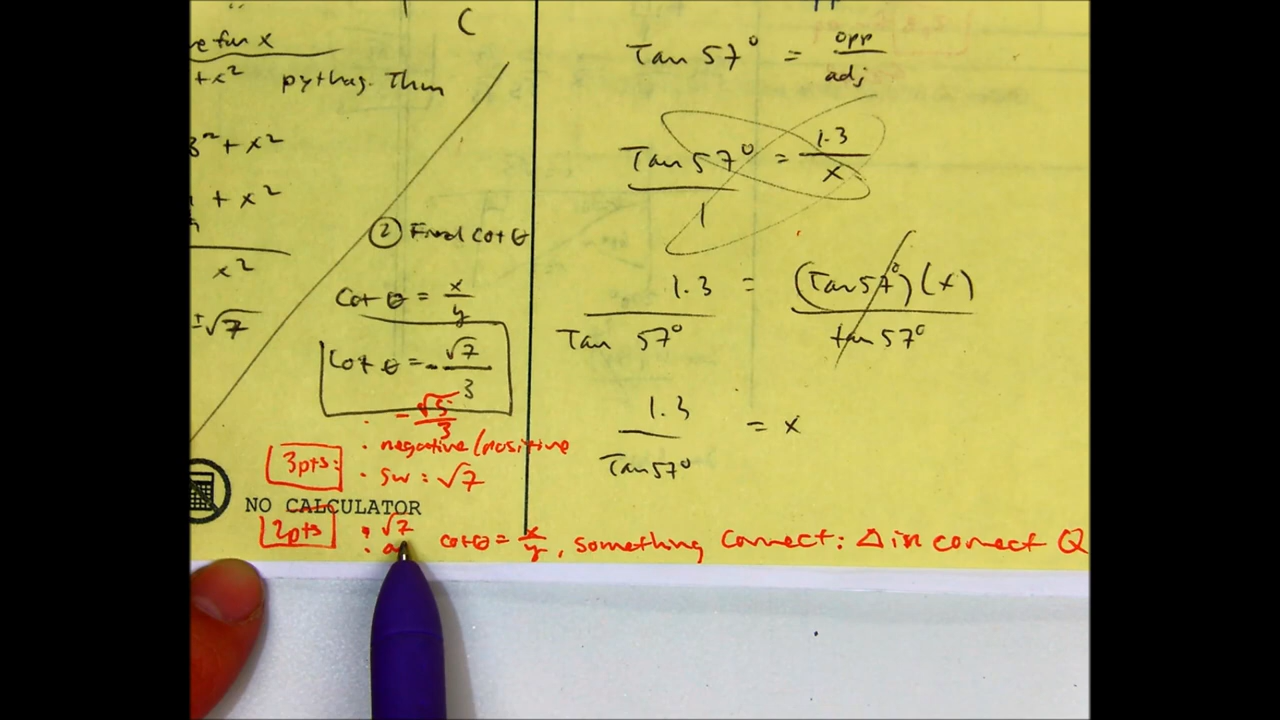 C
ve for x
+ x² pythag. Thm
3² + x²
+ x²
x²
±√7
② Find cot θ
cot θ = x/y
cot θ = -√7/3
-√5/3
3pts:
· negative/positive
· sw: √7
NO CALCULATOR
2pts
· √7
cot θ = x/y, something correct: Δ in correct Q
Tan 57° = opp/adj
Tan 57°/1 = 1.3/x
1.3/Tan 57° = (Tan 57°)(x)/tan 57°
1.3/Tan 57° = x